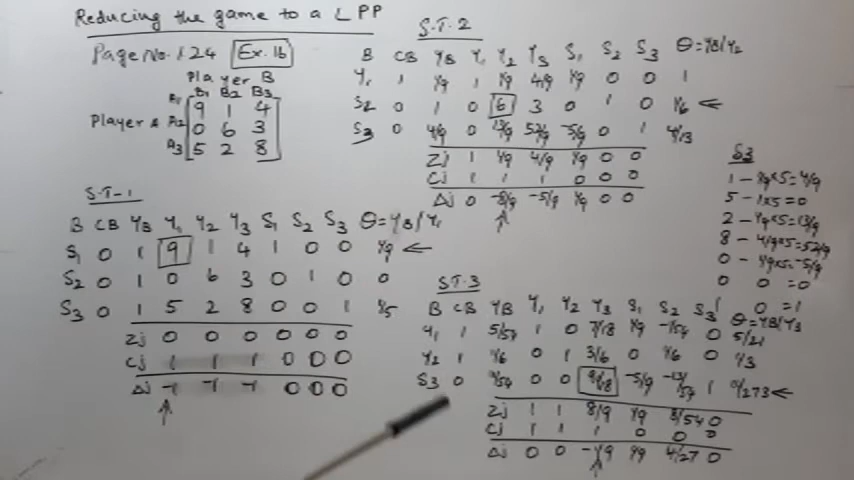 Reducing the game to a LPP
Page No. 124 Ex. 16
Player B
B1 B2 B3
Player A
A1 9 1 4
A2 0 6 3
A3 5 2 8
S.T-1
B CB YB Y1 Y2 Y3 S1 S2 S3 θ=YB/Y1
S1 0 1 9 1 4 1 0 0 1/9 ←
S2 0 1 0 6 3 0 1 0 0
S3 0 1 5 2 8 0 0 1 1/5
Zj 0 0 0 0 0 0
Cj 1 1 1 0 0 0
Δj -1 -1 -1 0 0 0
↑
S.T.2
B CB YB Y1 Y2 Y3 S1 S2 S3 θ=YB/Y2
Y1 1 1/9 1 1/9 4/9 1/9 0 0 1
S2 0 1 0 6 3 0 1 0 1/6 ←
S3 0 4/9 0 13/9 52/9 -5/9 0 1 4/13
Zj 1 1/9 4/9 1/9 0 0
Cj 1 1 1 0 0 0
Δj 0 -8/9 -5/9 1/9 0 0
↑
S3
1 - 1/9×5=4/9
5 - 1×5=0
2 - 1/9×5=13/9
8 - 4/9×5=52/9
0 - 1/9×5=-5/9
0 0 =0
1 0 =1
S.T.3
B CB YB Y1 Y2 Y3 S1 S2 S3 θ=YB/Y3
Y1 1 5/54 1 0 7/18 1/9 -1/54 0 5/21
Y2 1 1/6 0 1 3/6 0 1/6 0 1/3
S3 0 0 0 -5/9 -13/54 1 ←
Zj 1 1 8/9 1/9 0
Cj 1 1 1 0 0 0
Δj 0 0 -1/9 1/9 4/27 0
↑